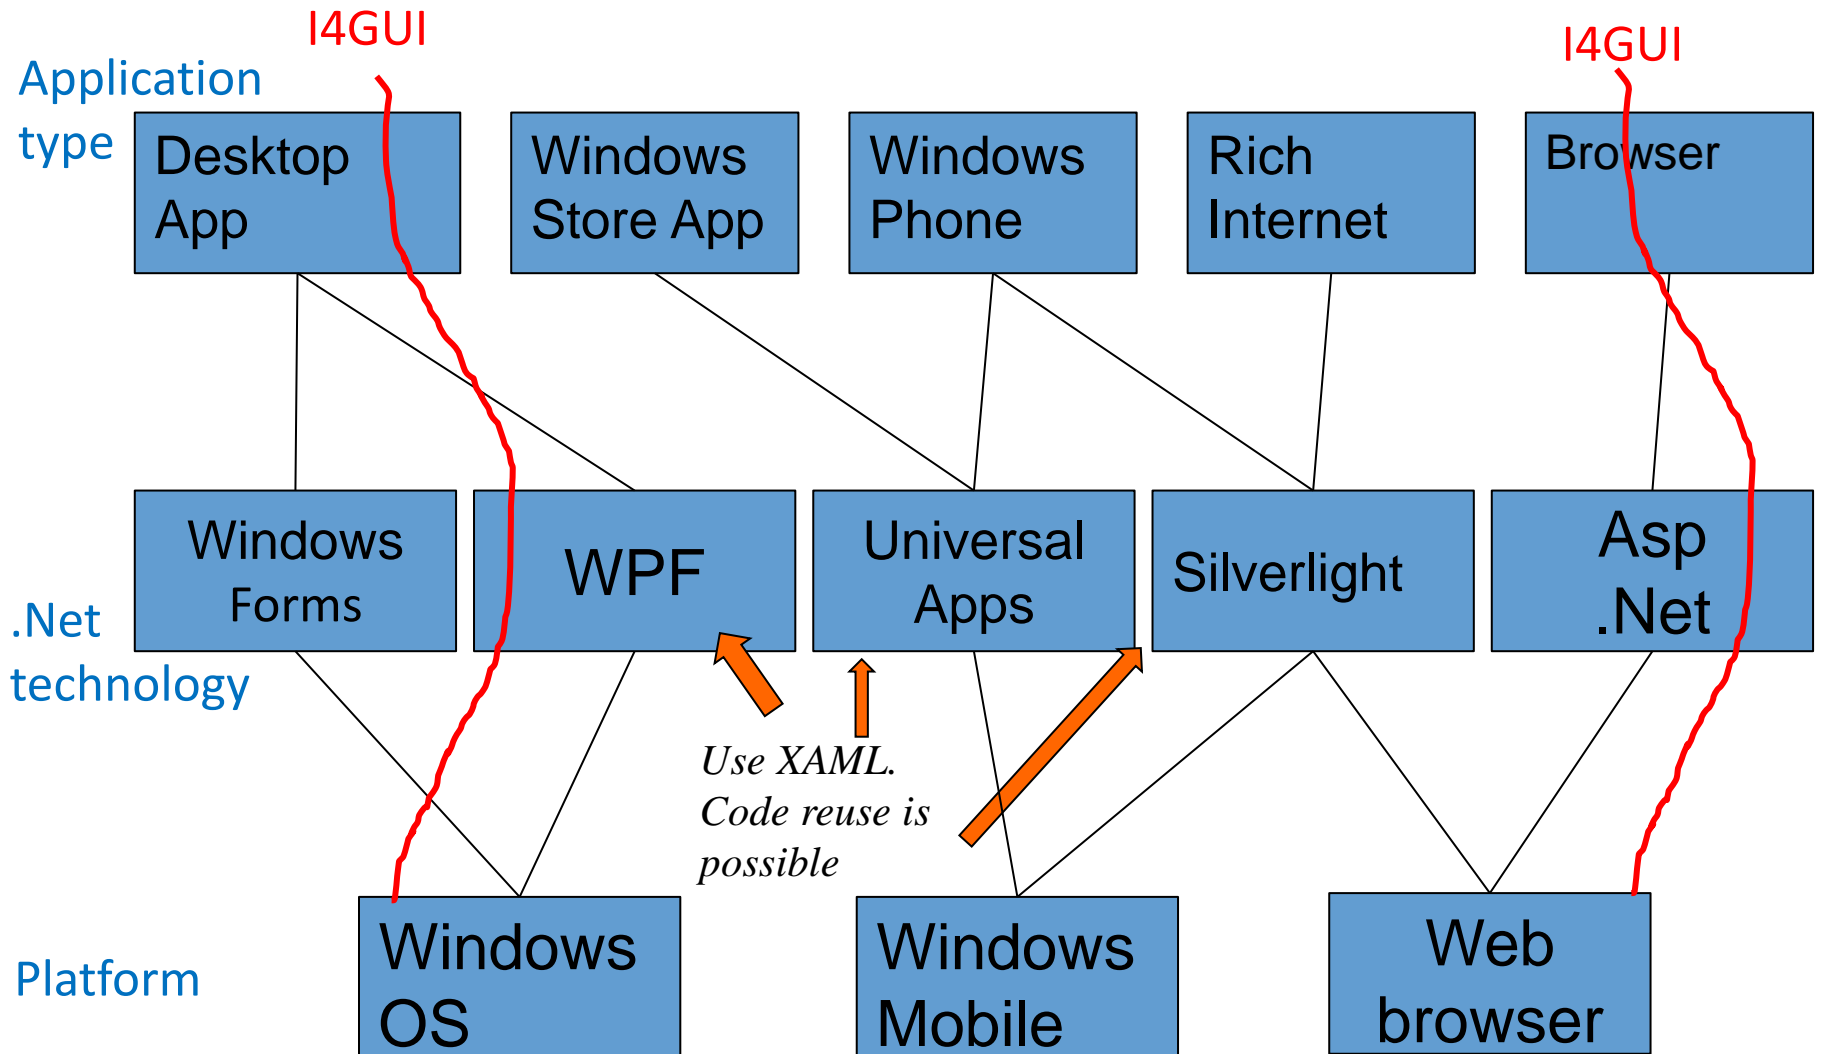 I4GUI
I4GUI
Application
type
Desktop
App
Windows
Store App
Windows
Phone
Rich
Internet
Browser
.Net
technology
Windows
Forms
WPF
Universal
Apps
Silverlight
Asp
.Net
Use XAML.
Code reuse is
possible
Platform
Windows
OS
Windows
Mobile
Web
browser